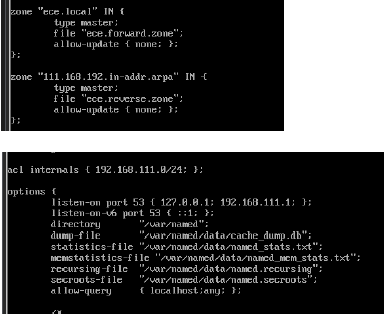 zone "ece.local" IN {
type master;
file "ece.forward.zone";
allow-update { none; };
};
zone "111.168.192.in-addr.arpa" IN {
type master;
file "ece.reverse.zone";
allow-update { none; };
};
acl internals { 192.168.111.0/24; };
options {
listen-on port 53 { 127.0.0.1; 192.168.111.1; };
listen-on-v6 port 53 { ::1; };
directory "/var/named";
dump-file "/var/named/data/cache_dump.db";
statistics-file "/var/named/data/named_stats.txt";
memstatistics-file "/var/named/data/named_mem_stats.txt";
recursing-file "/var/named/data/named.recursing";
secroots-file "/var/named/data/named.secroots";
allow-query { localhost;any; };
/*